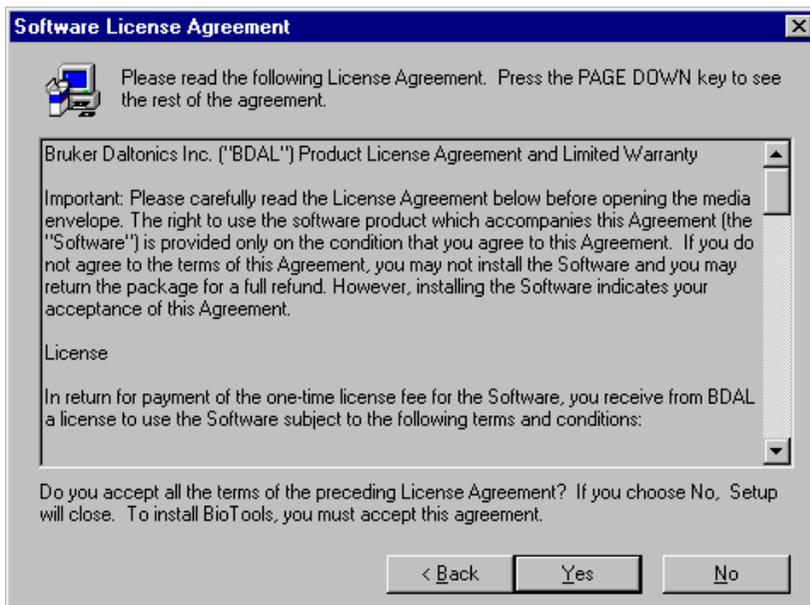 Software License Agreement
Please read the following License Agreement.  Press the PAGE DOWN key to see
the rest of the agreement.
Bruker Daltonics Inc. ("BDAL") Product License Agreement and Limited Warranty
Important: Please carefully read the License Agreement below before opening the media
envelope. The right to use the software product which accompanies this Agreement (the
"Software") is provided only on the condition that you agree to this Agreement.  If you do
not agree to the terms of this Agreement, you may not install the Software and you may
return the package for a full refund. However, installing the Software indicates your
acceptance of this Agreement.
License
In return for payment of the one-time license fee for the Software, you receive from BDAL
a license to use the Software subject to the following terms and conditions:
Do you accept all the terms of the preceding License Agreement?  If you choose No,  Setup
will close.  To install BioTools, you must accept this agreement.
< Back    Yes    No